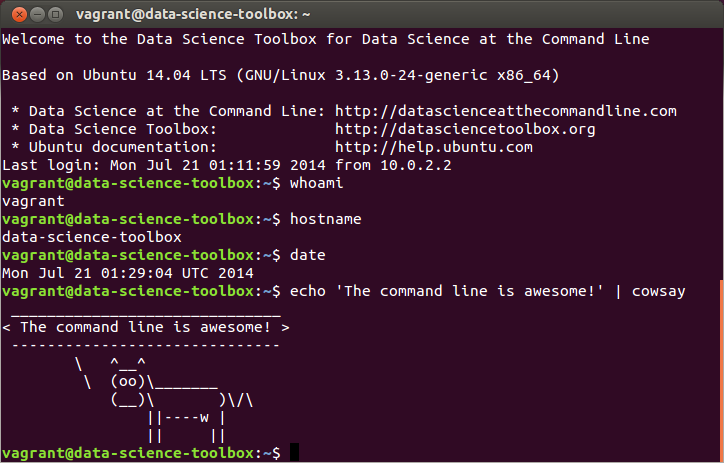 vagrant@data-science-toolbox: ~
Welcome to the Data Science Toolbox for Data Science at the Command Line

Based on Ubuntu 14.04 LTS (GNU/Linux 3.13.0-24-generic x86_64)

 * Data Science at the Command Line: http://datascienceatthecommandline.com
 * Data Science Toolbox:             http://datasciencetoolbox.org
 * Ubuntu documentation:             http://help.ubuntu.com
Last login: Mon Jul 21 01:11:59 2014 from 10.0.2.2
vagrant@data-science-toolbox:~$ whoami
vagrant
vagrant@data-science-toolbox:~$ hostname
data-science-toolbox
vagrant@data-science-toolbox:~$ date
Mon Jul 21 01:29:04 UTC 2014
vagrant@data-science-toolbox:~$ echo 'The command line is awesome!' | cowsay
 ______________________________
< The command line is awesome! >
 ------------------------------
        \   ^__^
         \  (oo)\_______
            (__)\       )\/\
                ||----w |
                ||     ||
vagrant@data-science-toolbox:~$